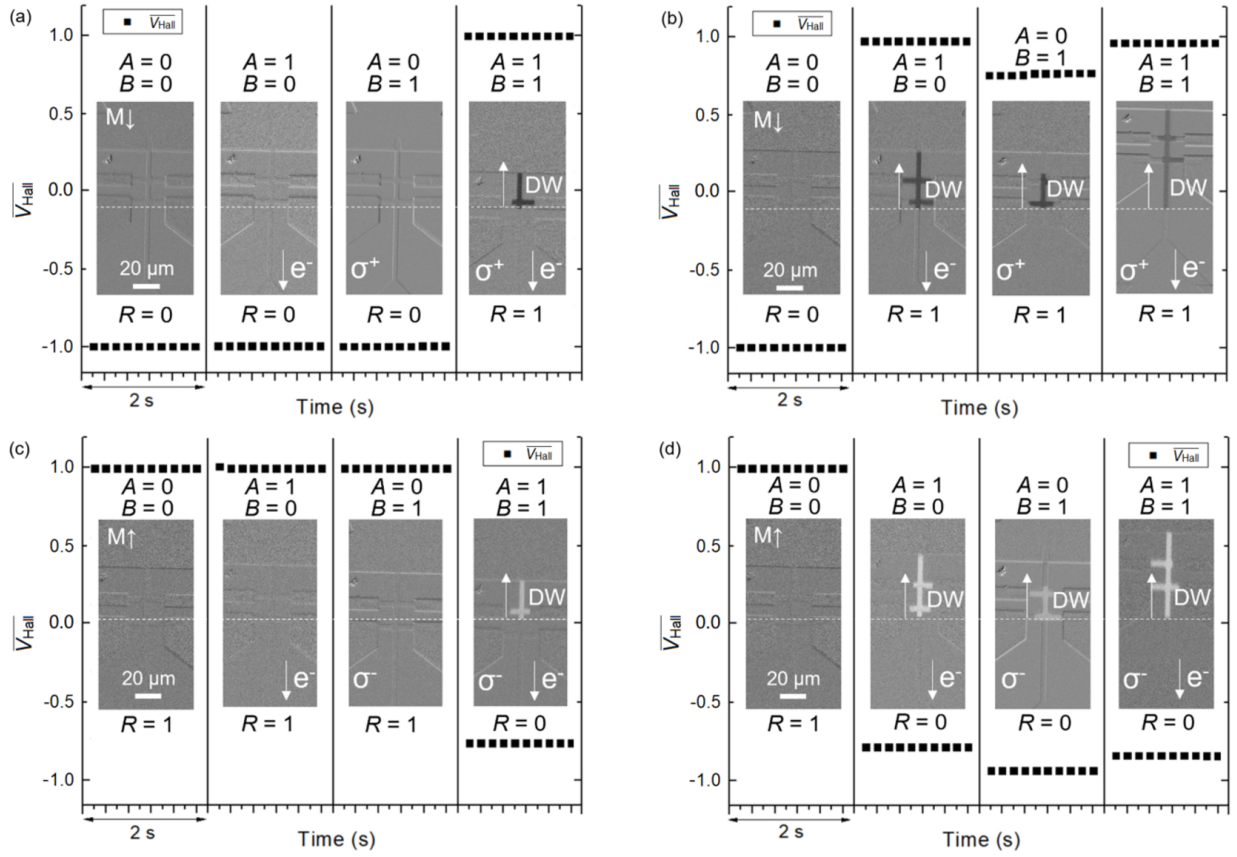 (a)
V̅Hall
1.0
0.5
0.0
-0.5
-1.0
V̅Hall
A = 0
B = 0
A = 1
B = 0
A = 0
B = 1
A = 1
B = 1
M↓
DW
20 µm
e⁻
σ⁺
σ⁺
e⁻
R = 0
R = 0
R = 0
R = 1
2 s
Time (s)
(b)
V̅Hall
1.0
0.5
0.0
-0.5
-1.0
V̅Hall
A = 0
B = 0
A = 1
B = 0
A = 0
B = 1
A = 1
B = 1
M↓
DW
DW
DW
20 µm
e⁻
σ⁺
σ⁺
e⁻
R = 0
R = 1
R = 1
R = 1
2 s
Time (s)
(c)
V̅Hall
1.0
0.5
0.0
-0.5
-1.0
V̅Hall
A = 0
B = 0
A = 1
B = 0
A = 0
B = 1
A = 1
B = 1
M↑
DW
20 µm
e⁻
σ⁻
σ⁻
e⁻
R = 1
R = 1
R = 1
R = 0
2 s
Time (s)
(d)
V̅Hall
1.0
0.5
0.0
-0.5
-1.0
V̅Hall
A = 0
B = 0
A = 1
B = 0
A = 0
B = 1
A = 1
B = 1
M↑
DW
DW
DW
20 µm
e⁻
σ⁻
σ⁻
e⁻
R = 1
R = 0
R = 0
R = 0
2 s
Time (s)